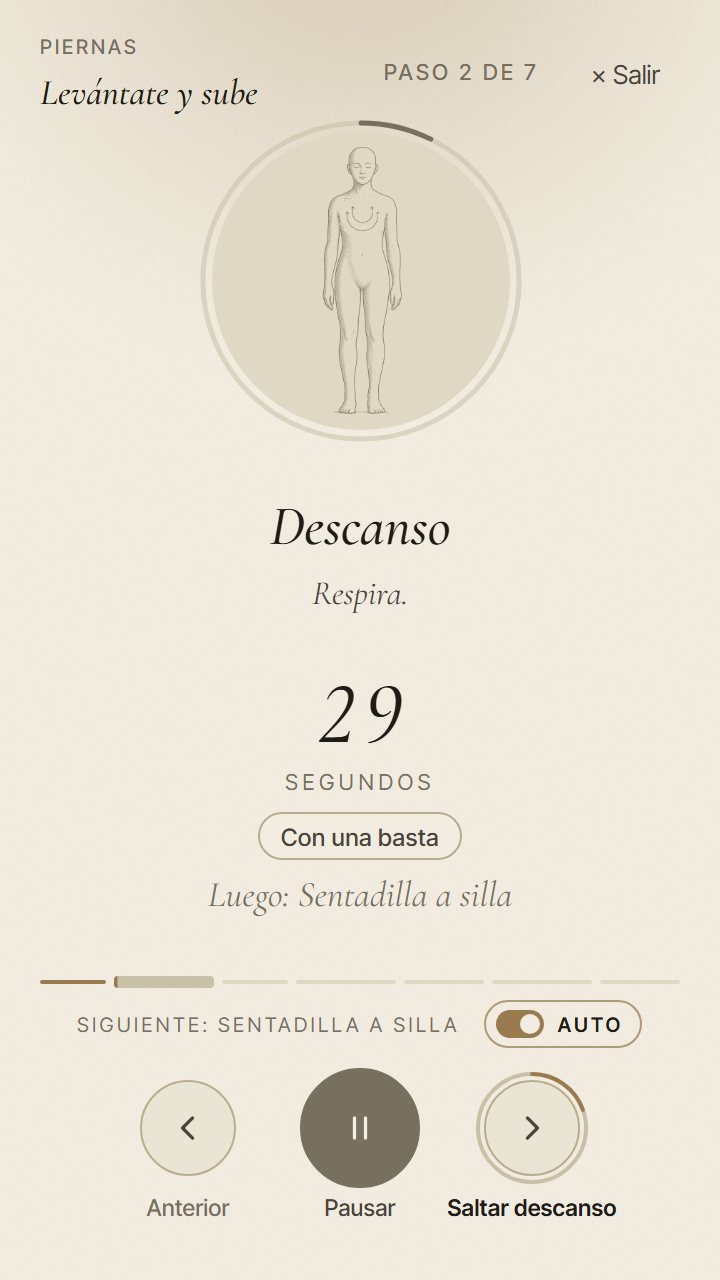 PIERNAS
Levántate y sube
PASO 2 DE 7
× Salir
Descanso
Respira.
29
SEGUNDOS
Con una basta
Luego: Sentadilla a silla
SIGUIENTE: SENTADILLA A SILLA
AUTO
Anterior
Pausar
Saltar descanso